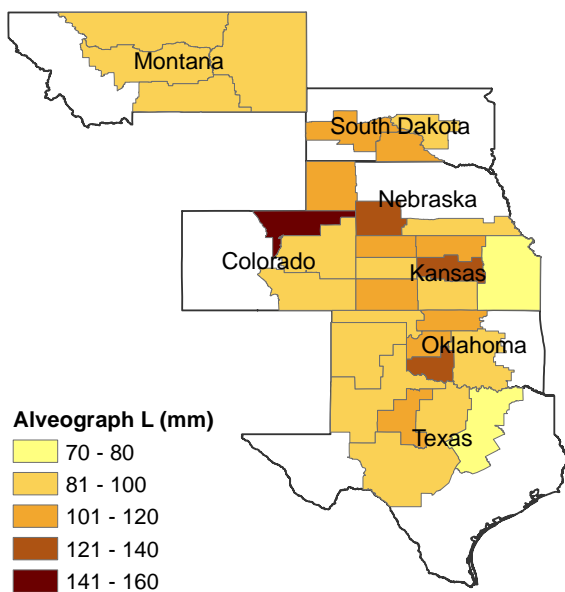 Montana
South Dakota
Nebraska
Colorado
Kansas
Oklahoma
Texas
Alveograph L (mm)
70 - 80
81 - 100
101 - 120
121 - 140
141 - 160